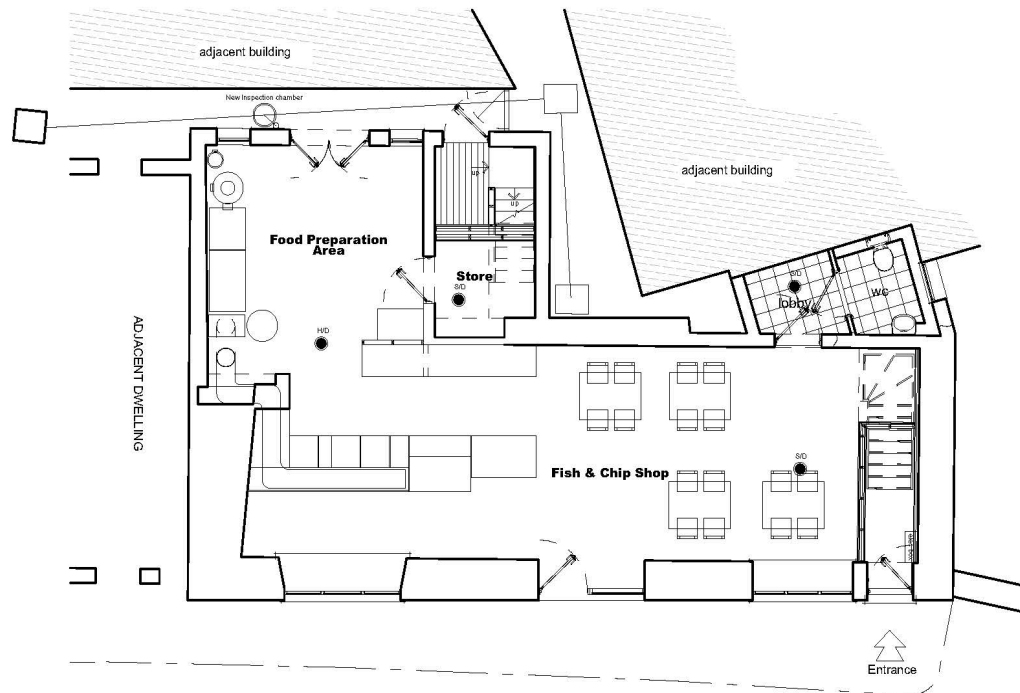 adjacent building
New Inspection chamber
adjacent building
up
up
Food Preparation
Area
Store
S/D
S/D
lobby
WC
H/D
ADJACENT DWELLING
Fish & Chip Shop
S/D
Entrance